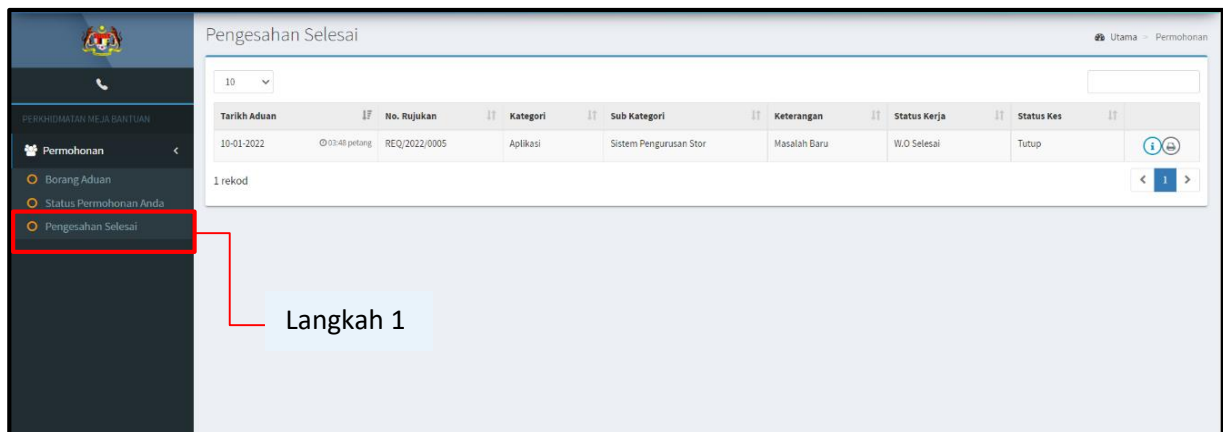 Pengesahan Selesai
Utama > Permohonan
10
PERKHIDMATAN MEJA BANTUAN
Permohonan
Borang Aduan
Status Permohonan Anda
Pengesahan Selesai
Tarikh Aduan No. Rujukan Kategori Sub Kategori Keterangan Status Kerja Status Kes
10-01-2022 03:48 petang REQ/2022/0005 Aplikasi Sistem Pengurusan Stor Masalah Baru W.O Selesai Tutup
1 rekod
< 1 >
Langkah 1